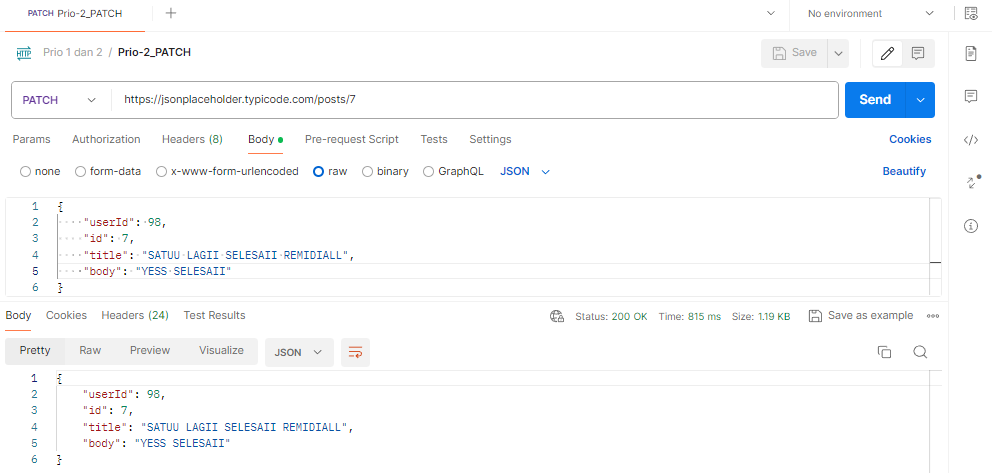 PATCH Prio-2_PATCH + No environment
HTTP Prio 1 dan 2 / Prio-2_PATCH Save
PATCH https://jsonplaceholder.typicode.com/posts/7 Send
Params Authorization Headers (8) Body Pre-request Script Tests Settings Cookies
none form-data x-www-form-urlencoded raw binary GraphQL JSON Beautify
1 {
2 "userId": 98,
3 "id": 7,
4 "title": "SATUU LAGII SELESAII REMIDIALL",
5 "body": "YESS SELESAII"
6 }
Body Cookies Headers (24) Test Results Status: 200 OK Time: 815 ms Size: 1.19 KB Save as example
Pretty Raw Preview Visualize JSON
1 {
2 "userId": 98,
3 "id": 7,
4 "title": "SATUU LAGII SELESAII REMIDIALL",
5 "body": "YESS SELESAII"
6 }